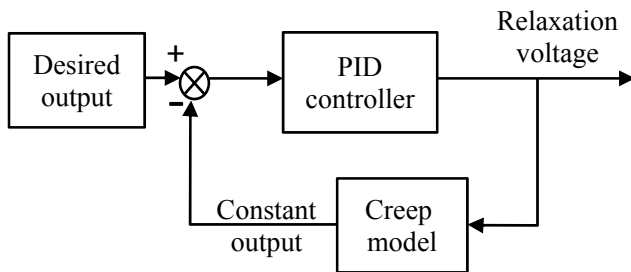 Desired
output
+
−
PID
controller
Relaxation
voltage
Constant
output
Creep
model